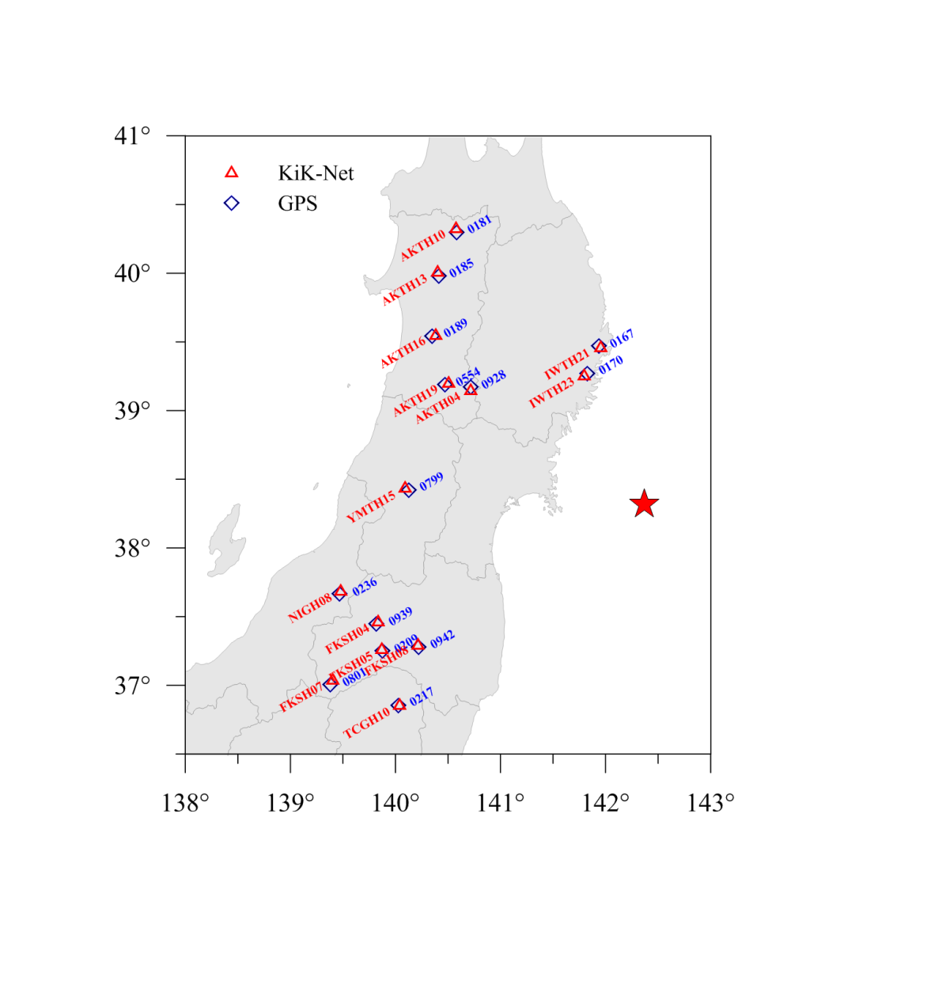 41°
KiK-Net
GPS
0181
AKTH10
40°
0185
AKTH13
0189
AKTH16
0167
IWTH21
0170
IWTH23
0554
AKTH19
0928
AKTH04
39°
0799
YMTH15
38°
0236
NIGH08
0939
FKSH04
0209
FKSH05
0942
FKSH08
37°
0801
FKSH07
0217
TCGH10
138°
139°
140°
141°
142°
143°